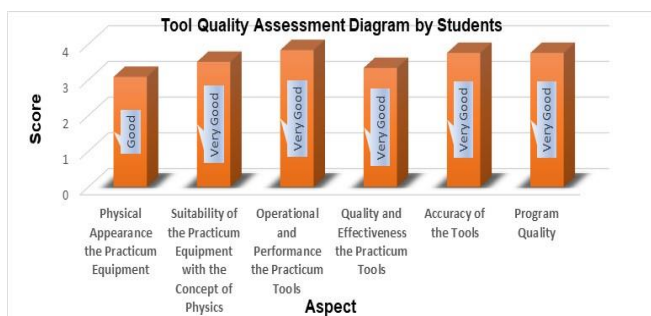 Tool Quality Assessment Diagram by Students
Score
4
3
2
1
0
Good
Very Good
Very Good
Very Good
Very Good
Very Good
Physical
Appearance
the Practicum
Equipment
Suitability of
the Practicum
Equipment
with the
Concept of
Physics
Operational
and
Performance
the Practicum
Tools
Quality and
Effectiveness
the Practicum
Tools
Accuracy of
the Tools
Program
Quality
Aspect